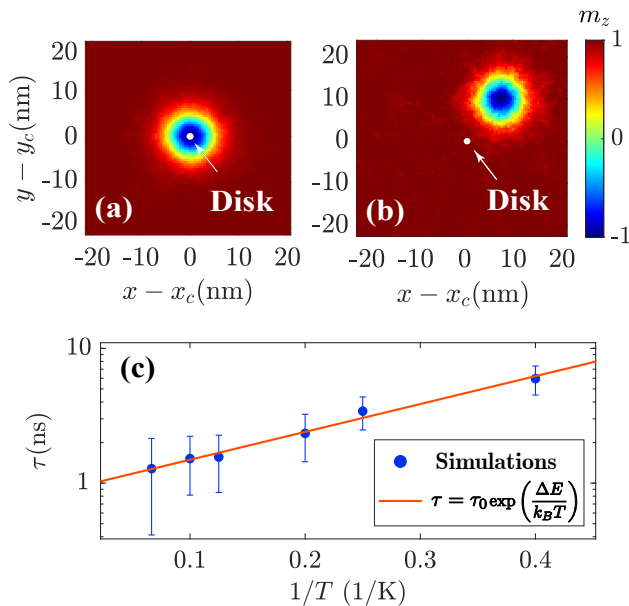 m_z
20
10
0
-10
-20
y − y_c(nm)
(a)
Disk
-20 -10 0 10 20
x − x_c(nm)
20
10
0
-10
-20
(b)
Disk
-20 -10 0 10 20
x − x_c(nm)
1
-1
(c)
10
1
τ(ns)
Simulations
τ = τ_0 exp (ΔE / k_BT)
0.1 0.2 0.3 0.4
1/T (1/K)